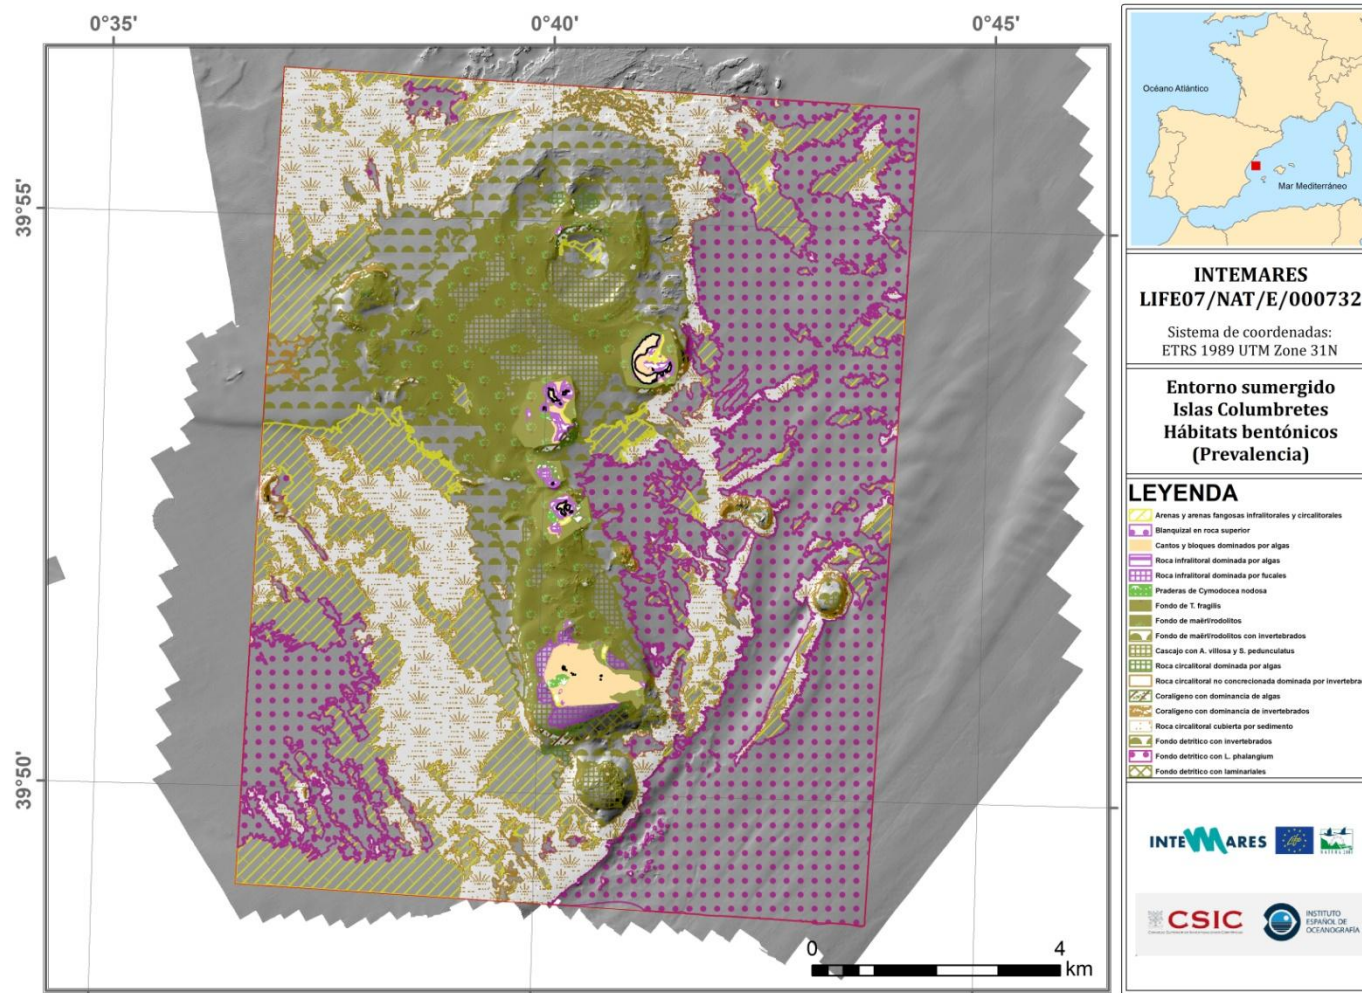 0°35'
0°40'
0°45'
39°55'
39°50'
0
4
km
Océano Atlántico
Mar Mediterráneo
INTEMARES
LIFE07/NAT/E/000732
Sistema de coordenadas:
ETRS 1989 UTM Zone 31N
Entorno sumergido
Islas Columbretes
Hábitats bentónicos
(Prevalencia)
LEYENDA
Arenas y arenas fangosas infralitorales y circalitorales
Blanquizal en roca superior
Cantos y bloques dominados por algas
Roca infralitoral dominada por algas
Roca infralitoral dominada por fucales
Praderas de Cymodocea nodosa
Fondo de T. fragilis
Fondo de maërl/rodolitos
Fondo de maërl/rodolitos con invertebrados
Cascajo con A. villosa y S. pedunculatus
Roca circalitoral dominada por algas
Roca circalitoral no concrecionada dominada por invertebra
Coralígeno con dominancia de algas
Coralígeno con dominancia de invertebrados
Roca circalitoral cubierta por sedimento
Fondo detrítico con invertebrados
Fondo detrítico con L. phalangium
Fondo detrítico con laminariales
INTEMARES
CSIC
INSTITUTO
ESPAÑOL DE
OCEANOGRAFÍA